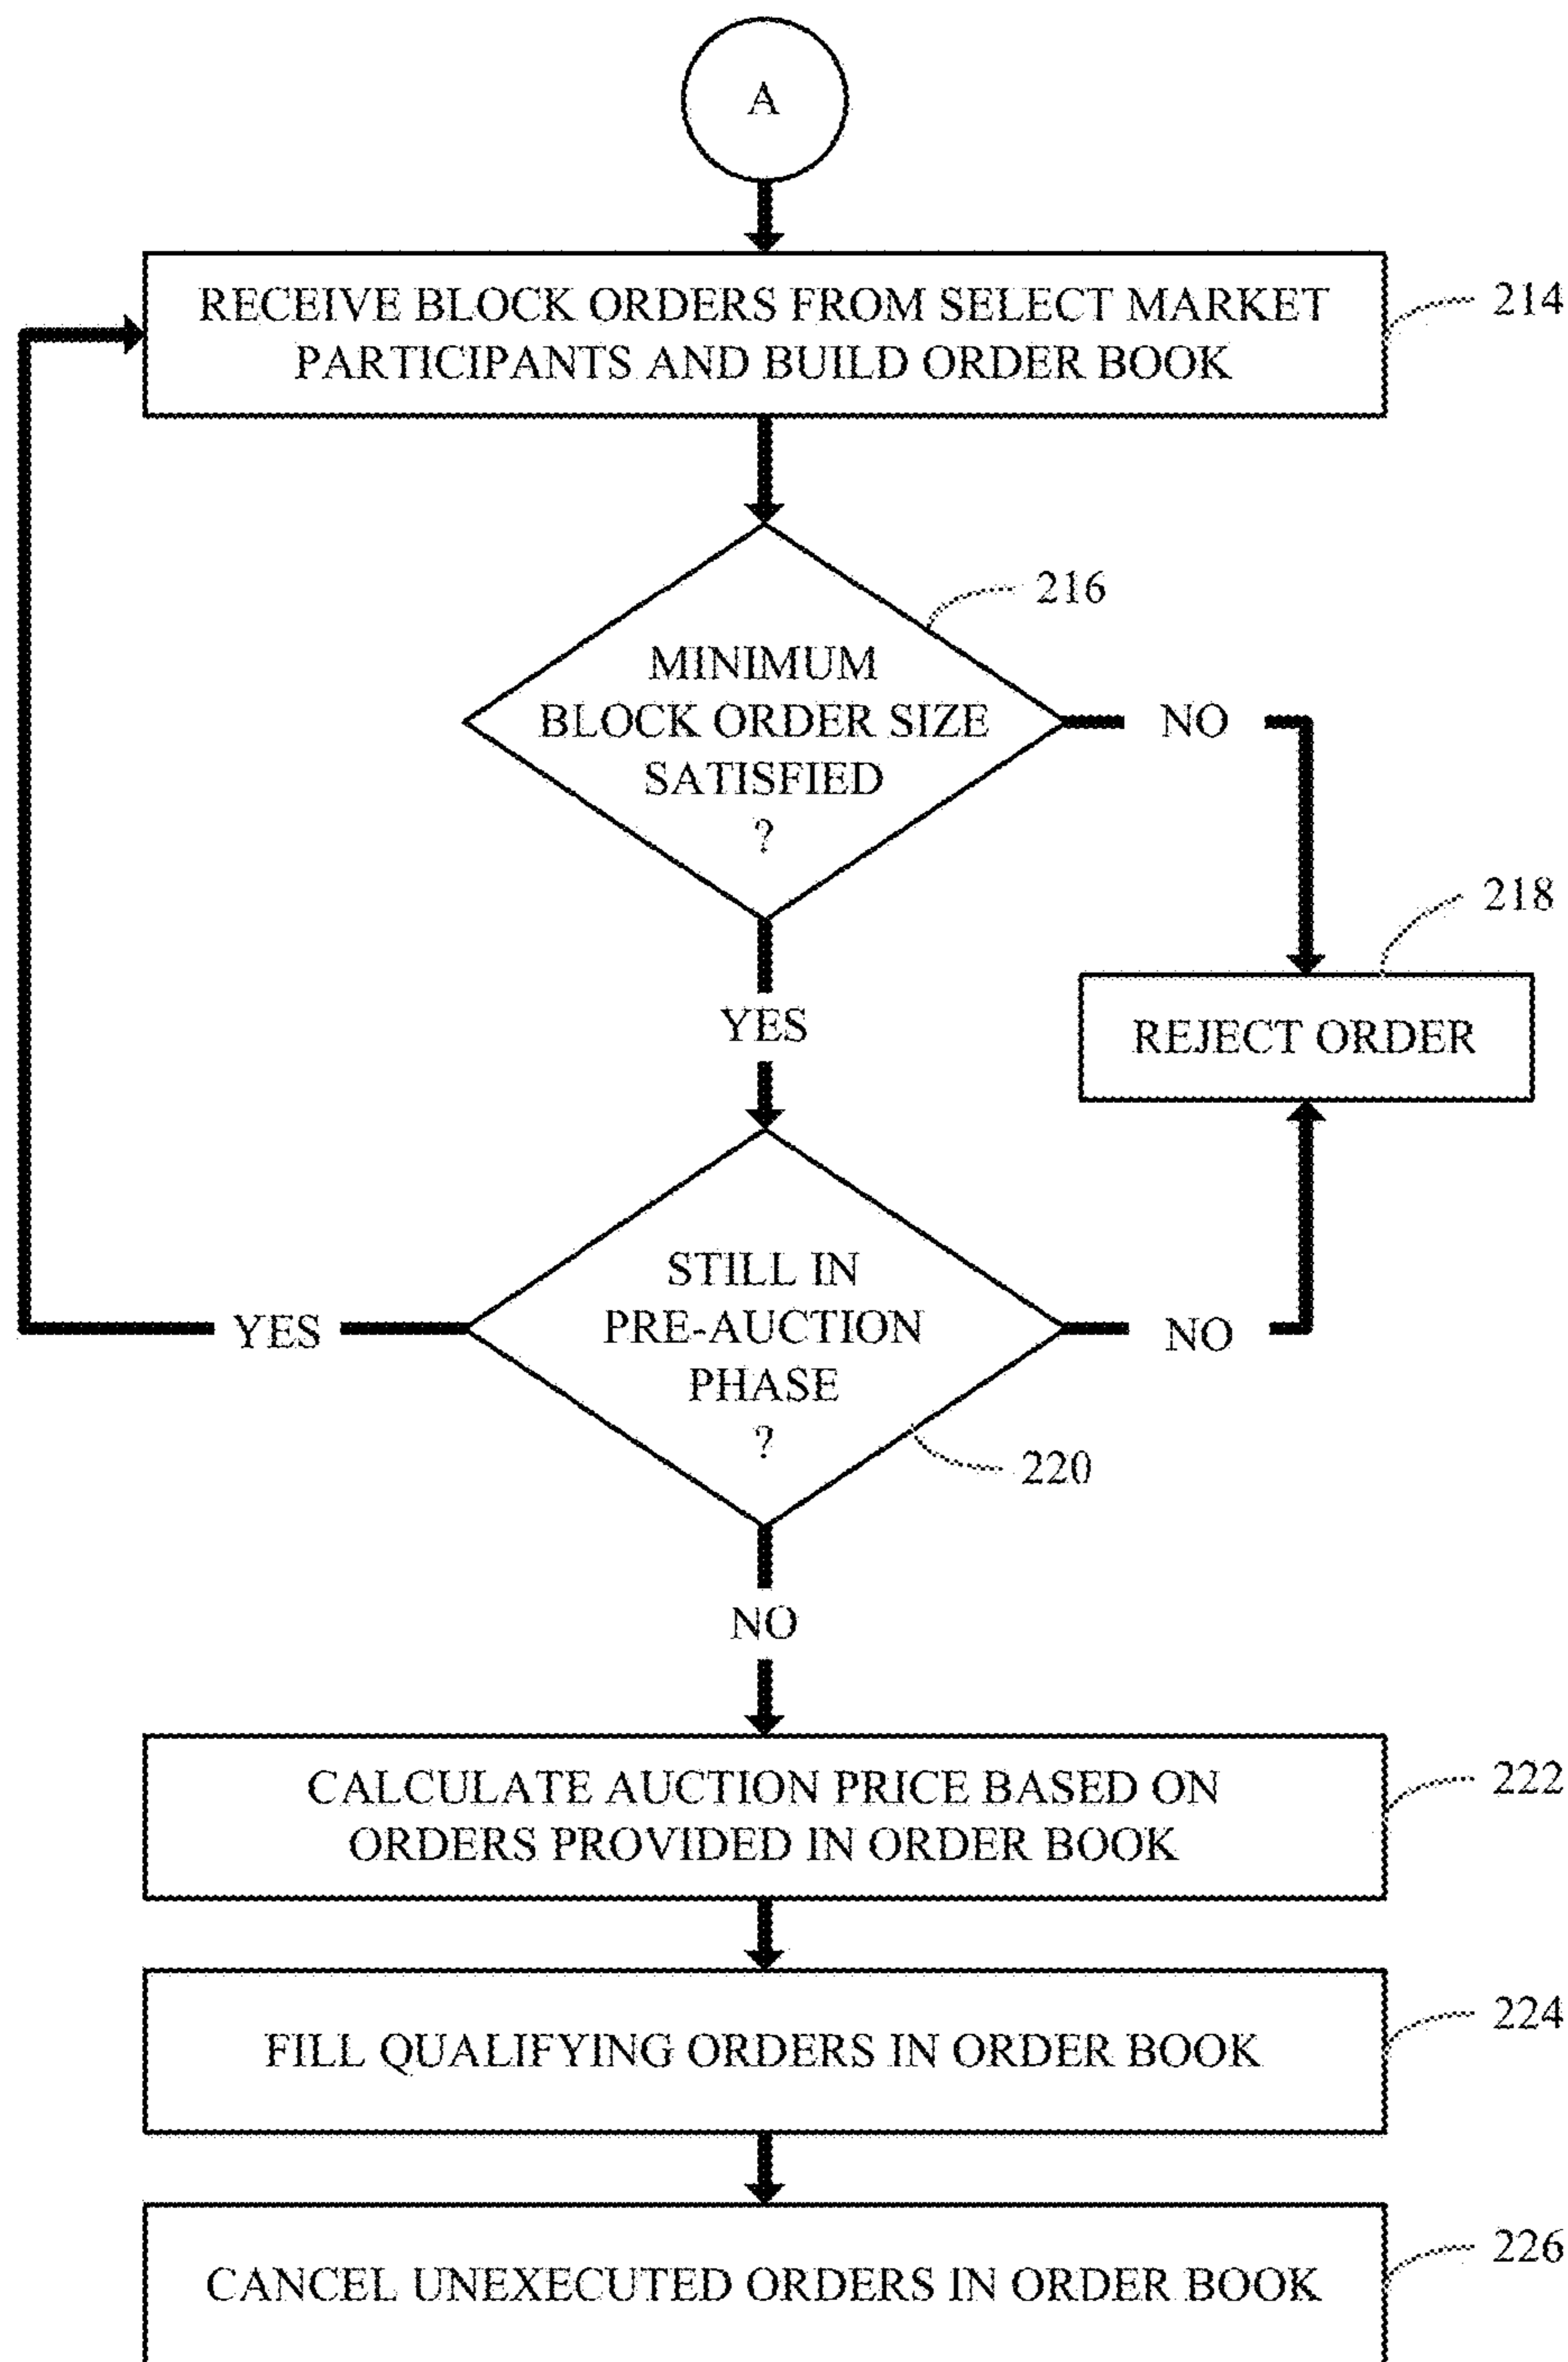 A
RECEIVE BLOCK ORDERS FROM SELECT MARKET
PARTICIPANTS AND BUILD ORDER BOOK
214
216
MINIMUM
BLOCK ORDER SIZE
SATISFIED
?
NO
218
YES
REJECT ORDER
STILL IN
PRE-AUCTION
PHASE
?
YES
NO
220
NO
CALCULATE AUCTION PRICE BASED ON
ORDERS PROVIDED IN ORDER BOOK
222
FILL QUALIFYING ORDERS IN ORDER BOOK
224
CANCEL UNEXECUTED ORDERS IN ORDER BOOK
226